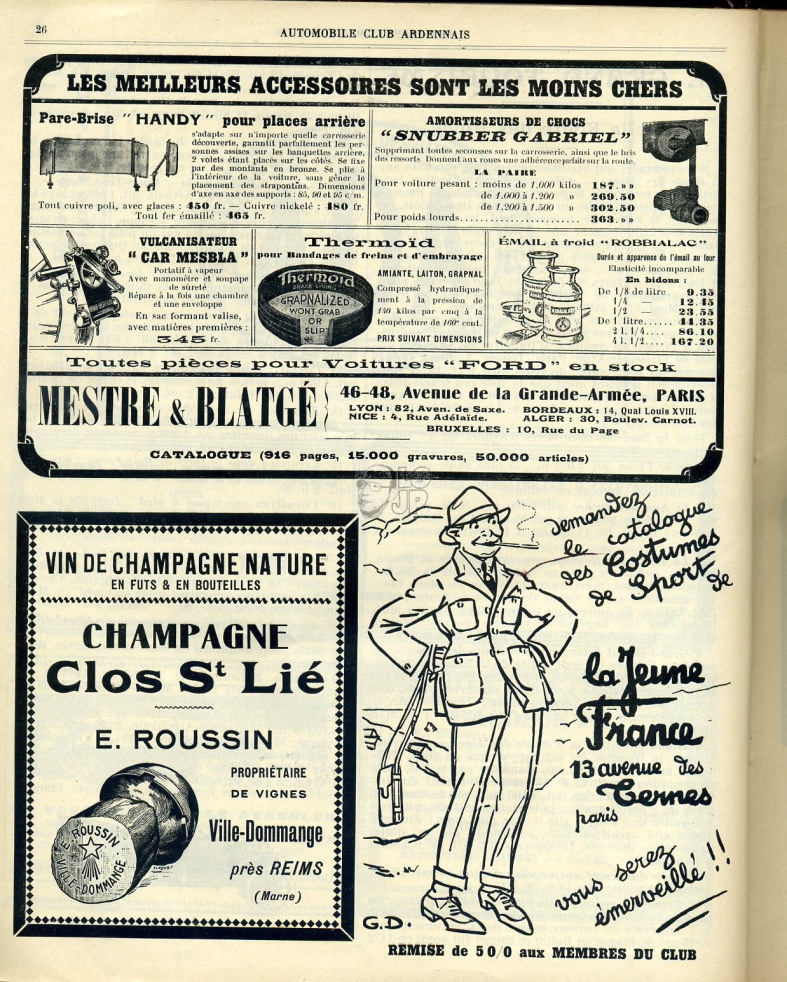 26
AUTOMOBILE CLUB ARDENNAIS
LES MEILLEURS ACCESSOIRES SONT LES MOINS CHERS
Pare-Brise "HANDY" pour places arrière
s'adapte sur n'importe quelle carrosserie
découverte, garantit parfaitement les per-
sonnes assises sur les banquettes arrière,
2 volets étant placés sur les côtés. Se fixe
par des montants en bronze. Se plie à
l'intérieur de la voiture, sans gêner le
placement des strapontins. Dimensions
d'axe en axe des supports : 85, 90 et 95 c/m.
Tout cuivre poli, avec glaces : 450 fr. — Cuivre nickelé : 480 fr.
Tout fer émaillé : 465 fr.
AMORTISSEURS DE CHOCS
"SNUBBER GABRIEL"
Supprimant toutes secousses sur la carrosserie, ainsi que le bris
des ressorts Donnent aux roues une adhérence parfaite sur la route.
LA PAIRE
Pour voiture pesant : moins de 1.000 kilos 187. »»
de 1.000 à 1.200 » 269.50
de 1.200 à 1.500 » 302.50
Pour poids lourds........ 363. »»
VULCANISATEUR
"CAR MESBLA"
Portatif à vapeur
Avec manomètre et soupape
de sûreté
Répare à la fois une chambre
et une enveloppe
En sac formant valise,
avec matières premières :
345 fr.
Thermoïd
pour Bandages de freins et d'embrayage
Thermoid
BRAKE LINING
GRAPNALIZED
WONT GRAB
OR
SLIP
AMIANTE, LAITON, GRAPNAL
Compressé hydraulique-
ment à la pression de
140 kilos par cmq à la
température de 160° cent.
PRIX SUIVANT DIMENSIONS
ÉMAIL à froid "ROBBIALAC"
Durée et apparence de l'émail au four
Elasticité incomparable
En bidons :
De 1/8 de litre 9.35
1/4 — 12.45
1/2 — 23.55
De 1 litre...... 44.35
2 l. 1/4.... 86.10
4 l. 1/2.... 167.20
Toutes pièces pour Voitures "FORD" en stock
MESTRE & BLATGÉ
46-48, Avenue de la Grande-Armée, PARIS
LYON : 82, Aven. de Saxe. BORDEAUX : 14, Quai Louis XVIII.
NICE : 4, Rue Adélaïde. ALGER : 30, Boulev. Carnot.
BRUXELLES : 10, Rue du Page
CATALOGUE (916 pages, 15.000 gravures, 50.000 articles)
LC
JP
VIN DE CHAMPAGNE NATURE
EN FUTS & EN BOUTEILLES
CHAMPAGNE
Clos St Lié
E. ROUSSIN
PROPRIÉTAIRE
DE VIGNES
Ville-Dommange
près REIMS
(Marne)
E. ROUSSIN
VILLE-DOMMANGE
demandez
le catalogue
des Costumes
de Sport de
la Jeune
France
13 avenue des
Ternes
paris
vous serez
émerveillé !!
G.D.
REMISE de 5 0/0 aux MEMBRES DU CLUB